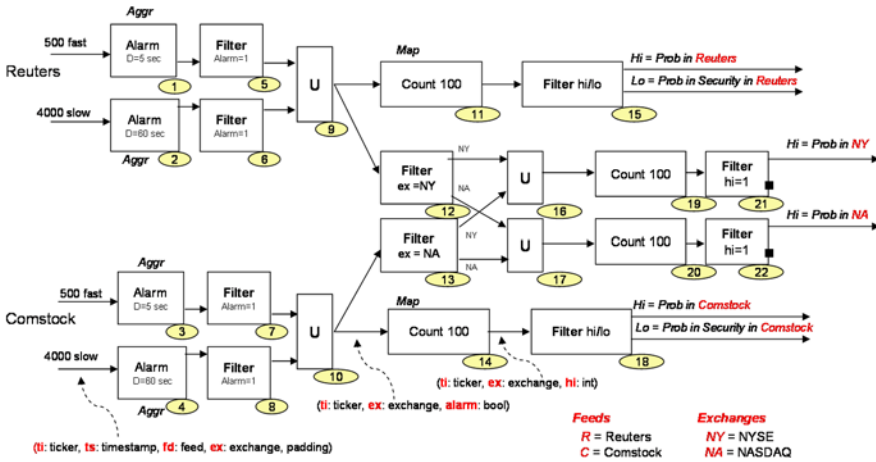 Aggr
500 fast
Reuters
Alarm
D=5 sec
1
Filter
Alarm=1
5
4000 slow
Alarm
D=60 sec
Aggr
2
Filter
Alarm=1
6
U
9
Map
Count 100
11
Filter hi/lo
15
Hi = Prob in Reuters
Lo = Prob in Security in Reuters
Filter
ex =NY
12
NY
NA
Filter
ex = NA
13
NY
NA
U
16
U
17
Count 100
19
Filter
hi=1
21
Hi = Prob in NY
Count 100
20
Filter
hi=1
22
Hi = Prob in NA
Aggr
500 fast
Comstock
Alarm
D=5 sec
3
Filter
Alarm=1
7
4000 slow
Alarm
D=60 sec
Aggr
4
Filter
Alarm=1
8
U
10
Map
Count 100
14
Filter hi/lo
18
Hi = Prob in Comstock
Lo = Prob in Security in Comstock
(ti: ticker, ex: exchange, hi: int)
(ti: ticker, ex: exchange, alarm: bool)
(ti: ticker, ts: timestamp, fd: feed, ex: exchange, padding)
Feeds
R = Reuters
C = Comstock
Exchanges
NY = NYSE
NA = NASDAQ